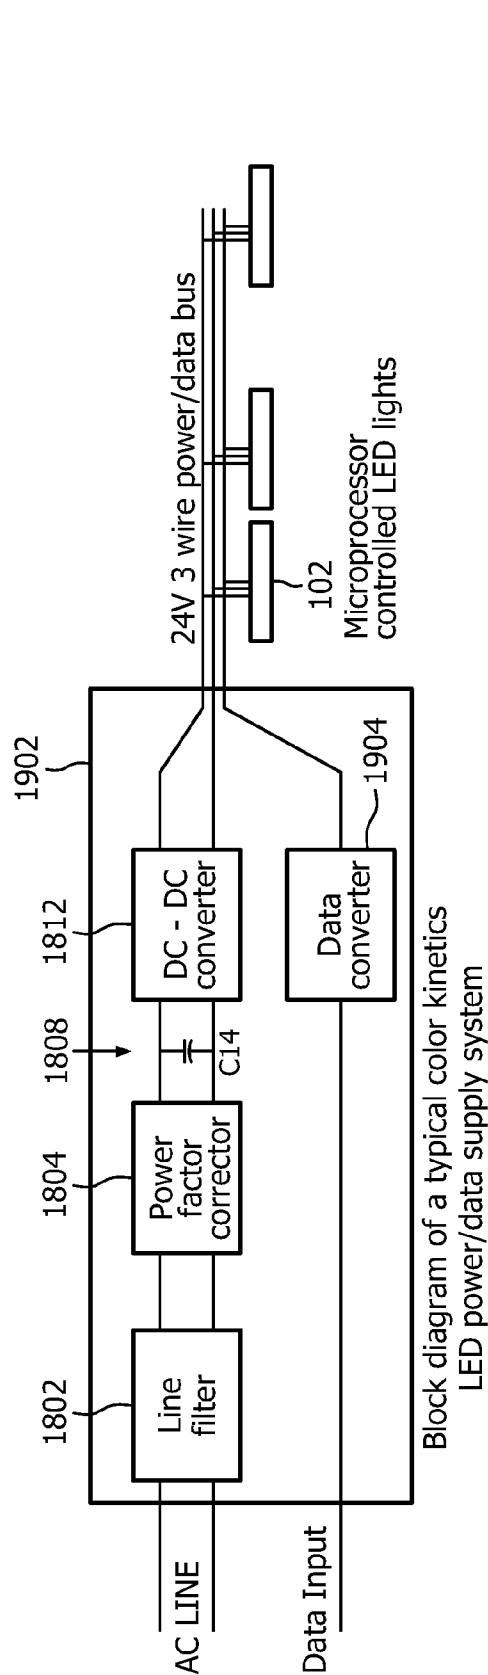 1902
1802
1804
1808
1812
24V 3 wire power/data bus
AC LINE
Line
filter
Power
factor
corrector
C14
DC - DC
converter
102
Microprocessor
controlled LED lights
Data Input
Data
converter
1904
Block diagram of a typical color kinetics
LED power/data supply system